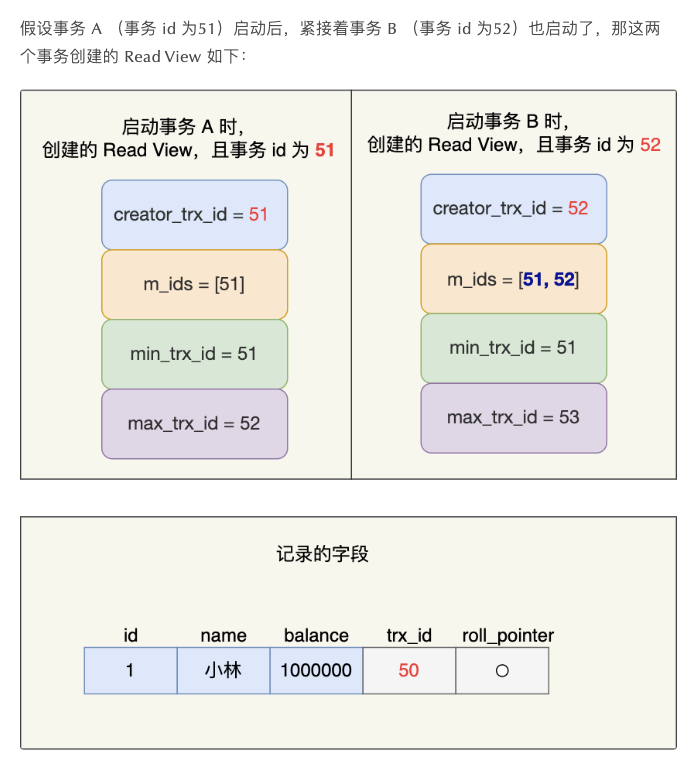 假设事务 A （事务 id 为51）启动后，紧接着事务 B （事务 id 为52）也启动了，那这两
个事务创建的 Read View 如下：
启动事务 A 时，
创建的 Read View，且事务 id 为 51
creator_trx_id = 51
m_ids = [51]
min_trx_id = 51
max_trx_id = 52
启动事务 B 时，
创建的 Read View，且事务 id 为 52
creator_trx_id = 52
m_ids = [51, 52]
min_trx_id = 51
max_trx_id = 53
记录的字段
id name balance trx_id roll_pointer
1 小林 1000000 50